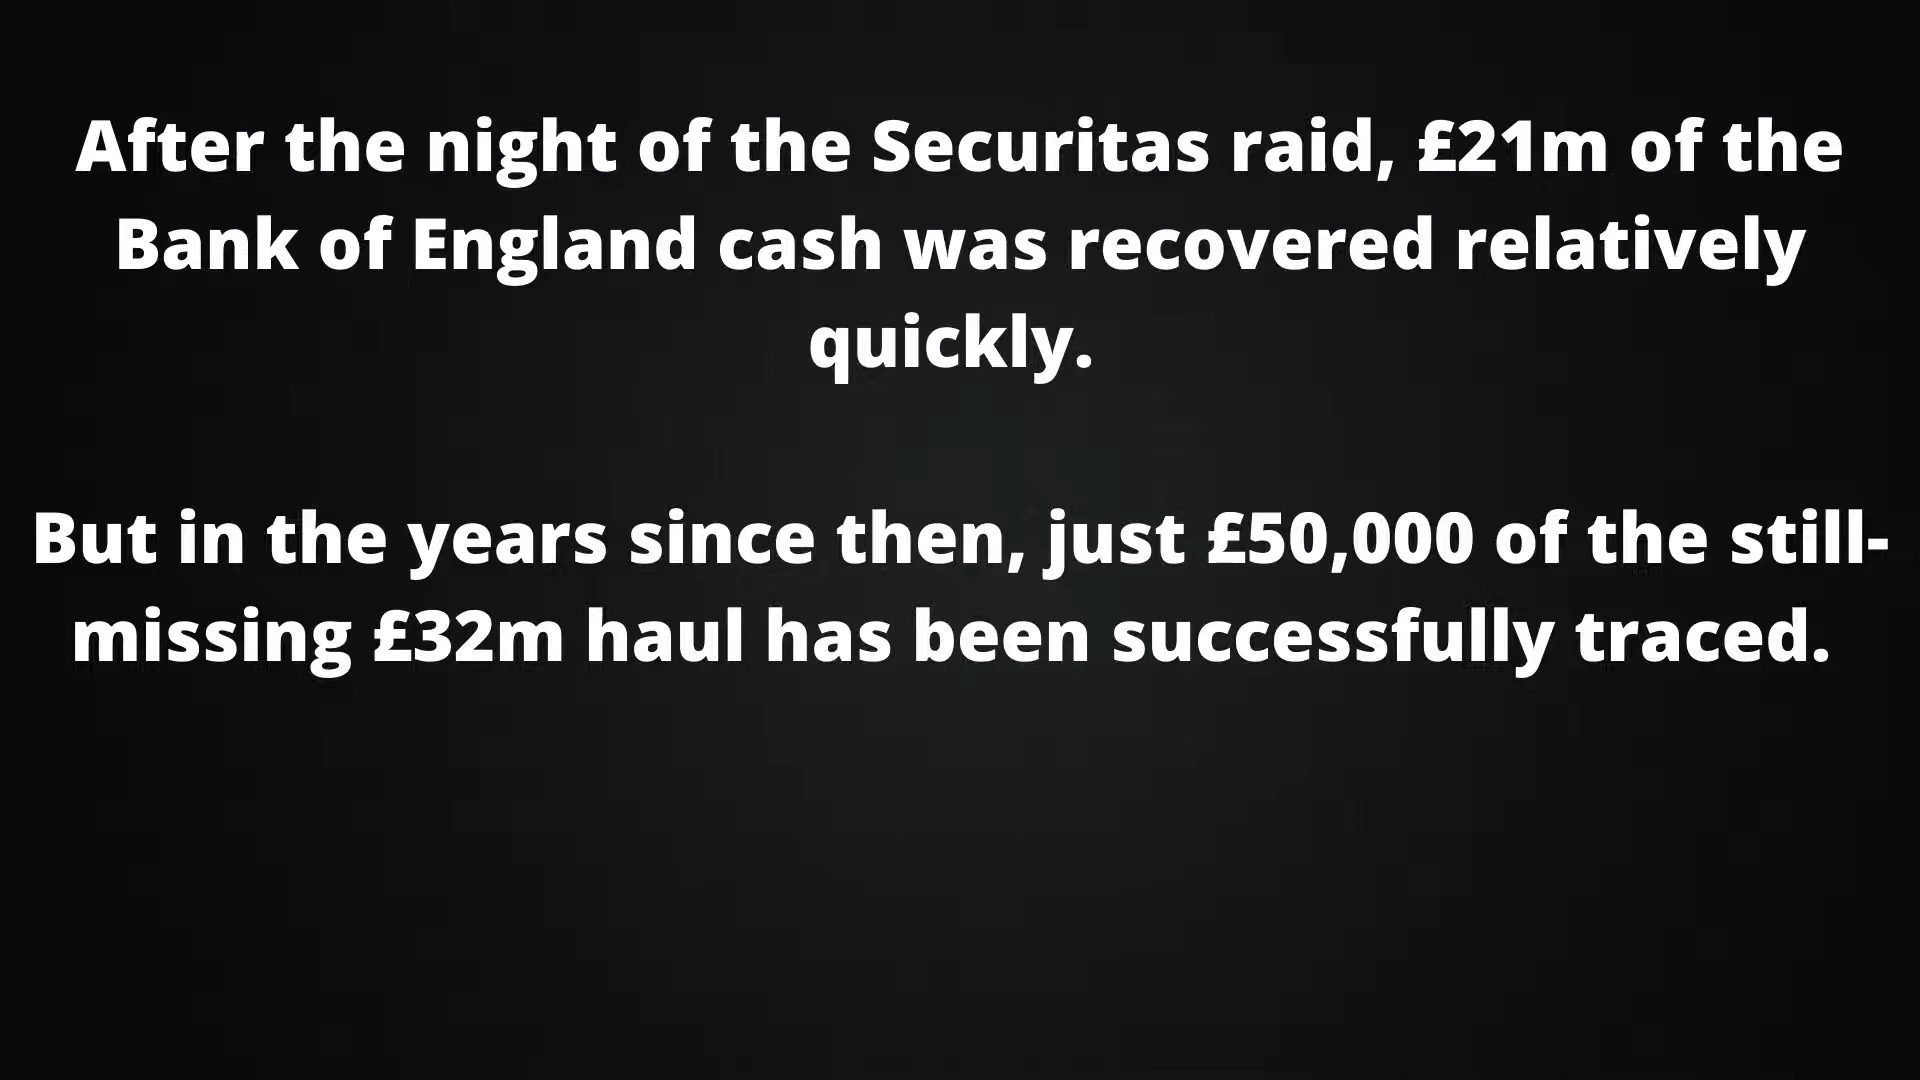 After the night of the Securitas raid, £21m of the
Bank of England cash was recovered relatively
quickly.
But in the years since then, just £50,000 of the still-
missing £32m haul has been successfully traced.